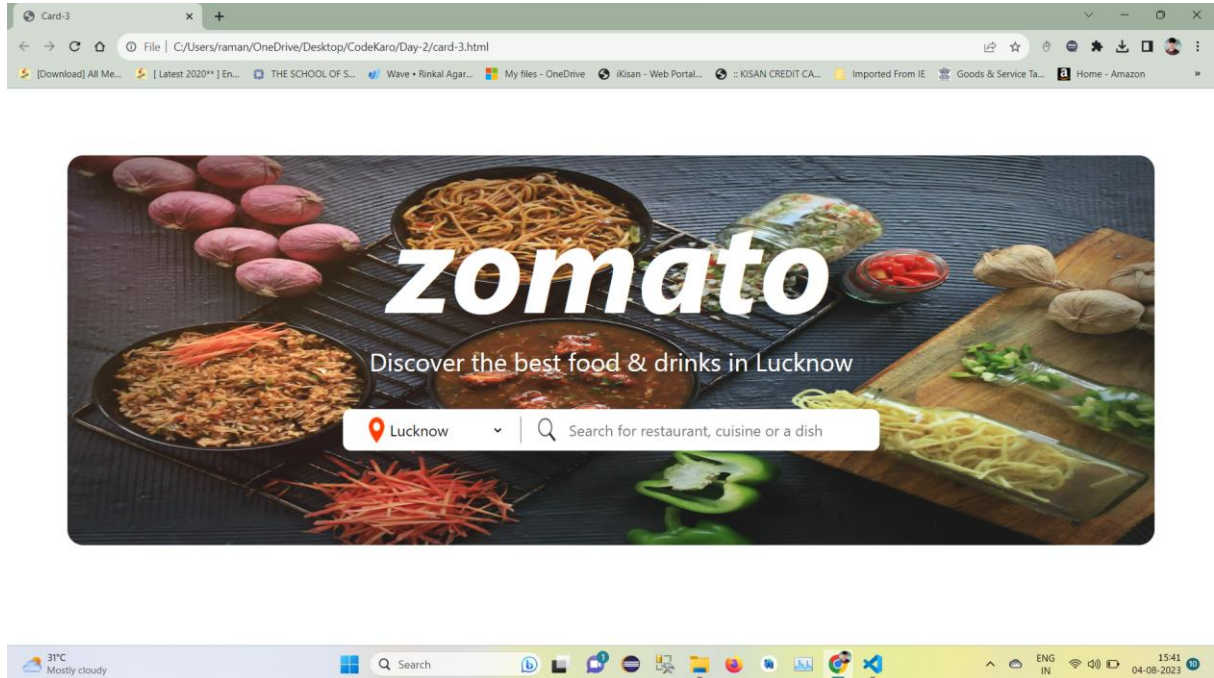 Card-3
File | C:/Users/raman/OneDrive/Desktop/CodeKaro/Day-2/card-3.html
[Download] All Me... [ Latest 2020** ] En... THE SCHOOL OF S... Wave • Rinkal Agar... My files - OneDrive iKisan - Web Portal... :: KISAN CREDIT CA... Imported From IE Goods & Service Ta... a Home - Amazon »
zomato
Discover the best food & drinks in Lucknow
Lucknow Search for restaurant, cuisine or a dish
31°C
Mostly cloudy
Search
ENG
IN
15:41
04-08-2023
10